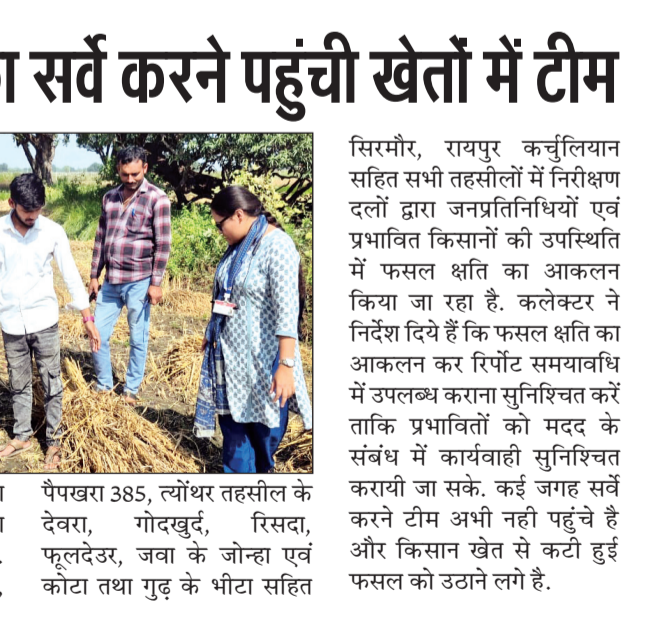 सर्वे करने पहुंची खेतों में टीम
पैपखरा 385, त्योंथर तहसील के
देवरा, गोदखुर्द, रिसदा,
फूलदेउर, जवा के जोन्हा एवं
कोटा तथा गुढ़ के भीटा सहित
सिरमौर, रायपुर कर्चुलियान
सहित सभी तहसीलों में निरीक्षण
दलों द्वारा जनप्रतिनिधियों एवं
प्रभावित किसानों की उपस्थिति
में फसल क्षति का आकलन
किया जा रहा है. कलेक्टर ने
निर्देश दिये हैं कि फसल क्षति का
आकलन कर रिर्पोट समयावधि
में उपलब्ध कराना सुनिश्चित करें
ताकि प्रभावितों को मदद के
संबंध में कार्यवाही सुनिश्चित
करायी जा सके. कई जगह सर्वे
करने टीम अभी नही पहुंचे है
और किसान खेत से कटी हुई
फसल को उठाने लगे है.